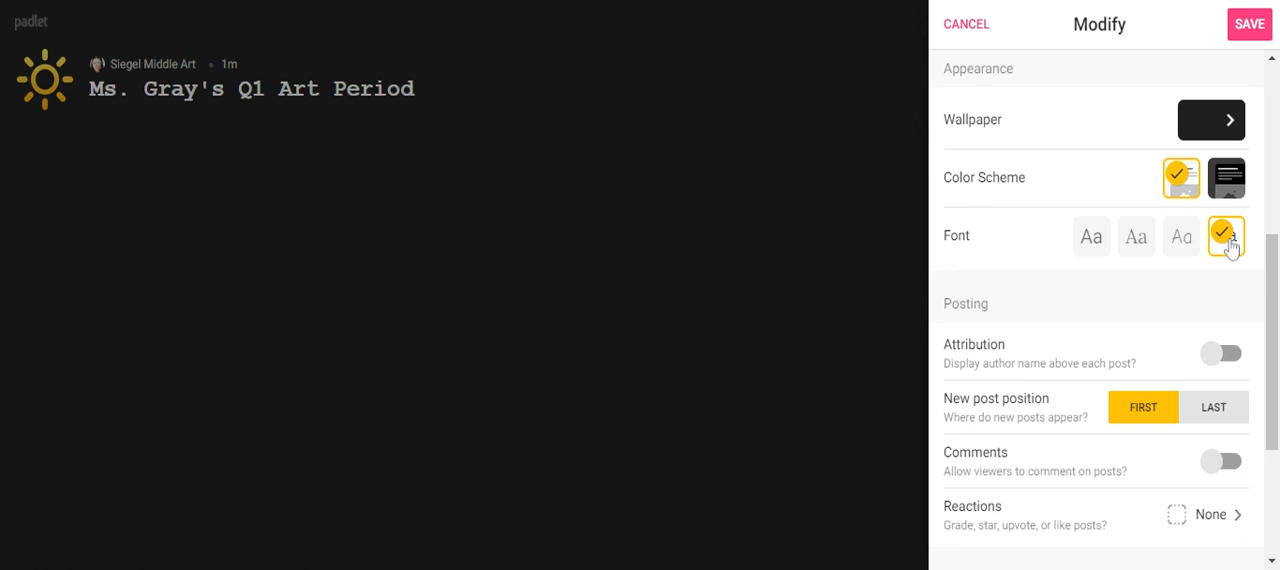 padlet
Siegel Middle Art • 1m
Ms. Gray's Q1 Art Period
CANCEL
Modify
SAVE
Appearance
Wallpaper
Color Scheme
Font
Aa Aa Aa
Posting
Attribution
Display author name above each post?
New post position
Where do new posts appear?
FIRST LAST
Comments
Allow viewers to comment on posts?
Reactions
Grade, star, upvote, or like posts?
None